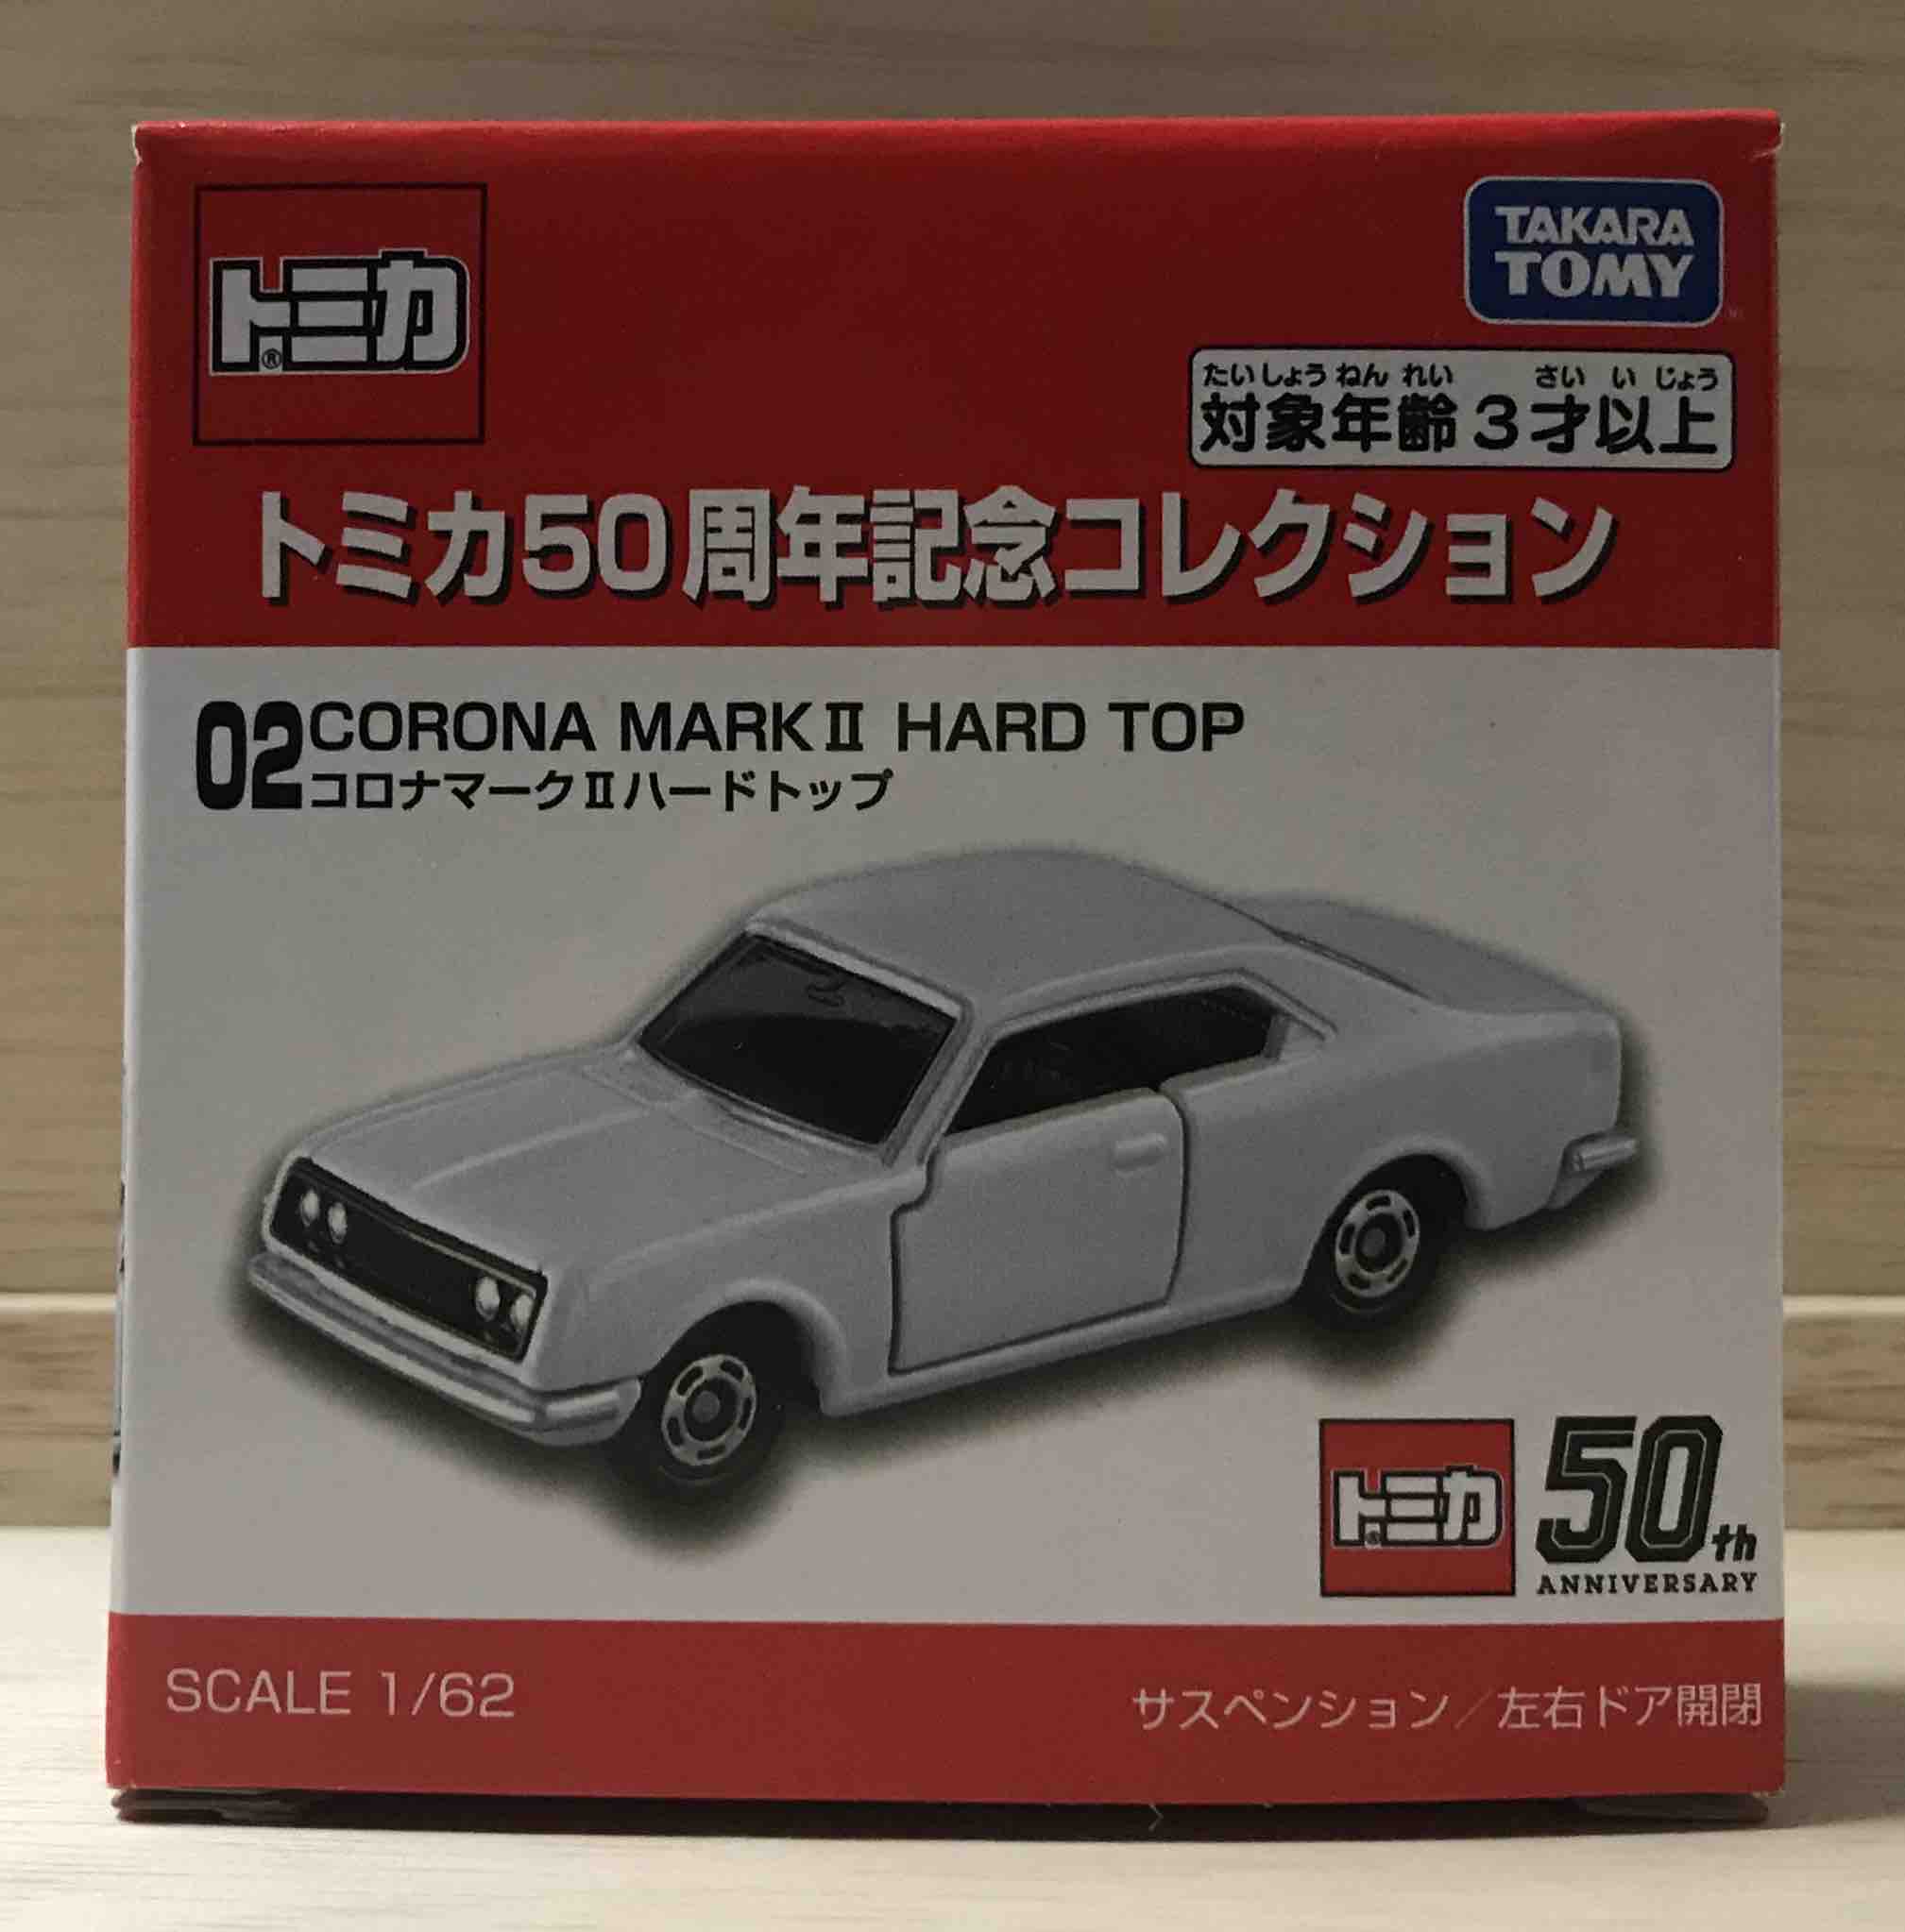 トミカ®
TAKARA
TOMY
たいしょう ねん れい さい い じょう
対象年齢3才以上
トミカ50周年記念コレクション
02 CORONA MARKⅡ HARD TOP
コロナマークⅡハードトップ
トミカ® 50th
ANNIVERSARY
SCALE 1/62
サスペンション/左右ドア開閉